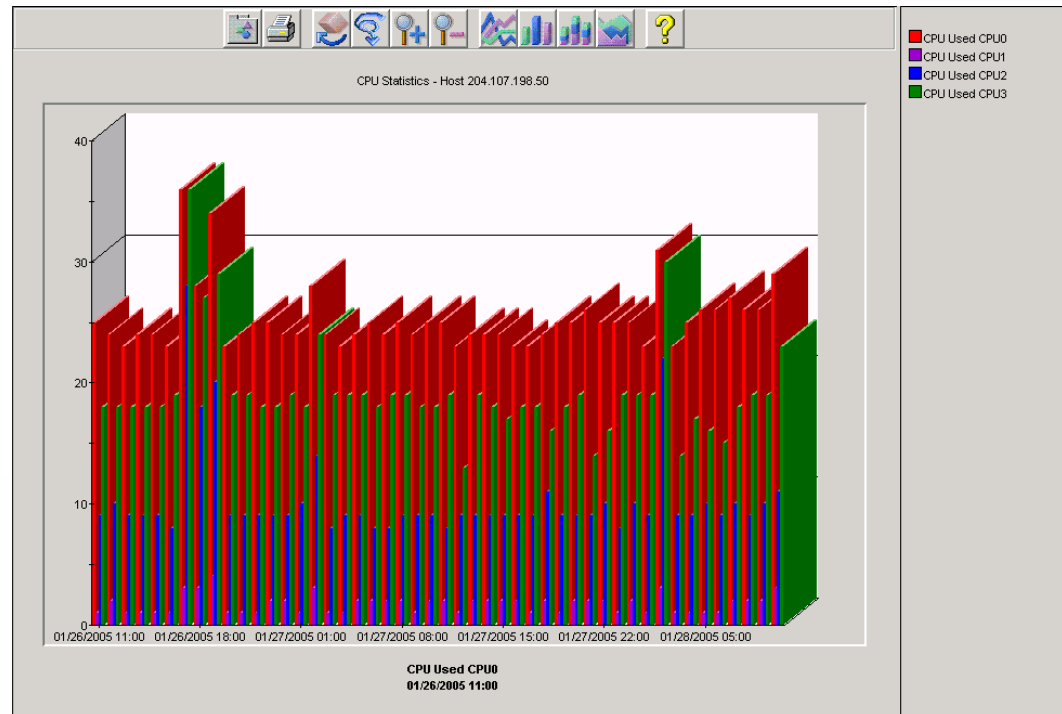 CPU Statistics - Host 204.107.198.50
CPU Used CPU0
CPU Used CPU1
CPU Used CPU2
CPU Used CPU3
40
30
20
10
0
01/26/2005 11:00 01/26/2005 18:00 01/27/2005 01:00 01/27/2005 08:00 01/27/2005 15:00 01/27/2005 22:00 01/28/2005 05:00
CPU Used CPU0
01/26/2005 11:00